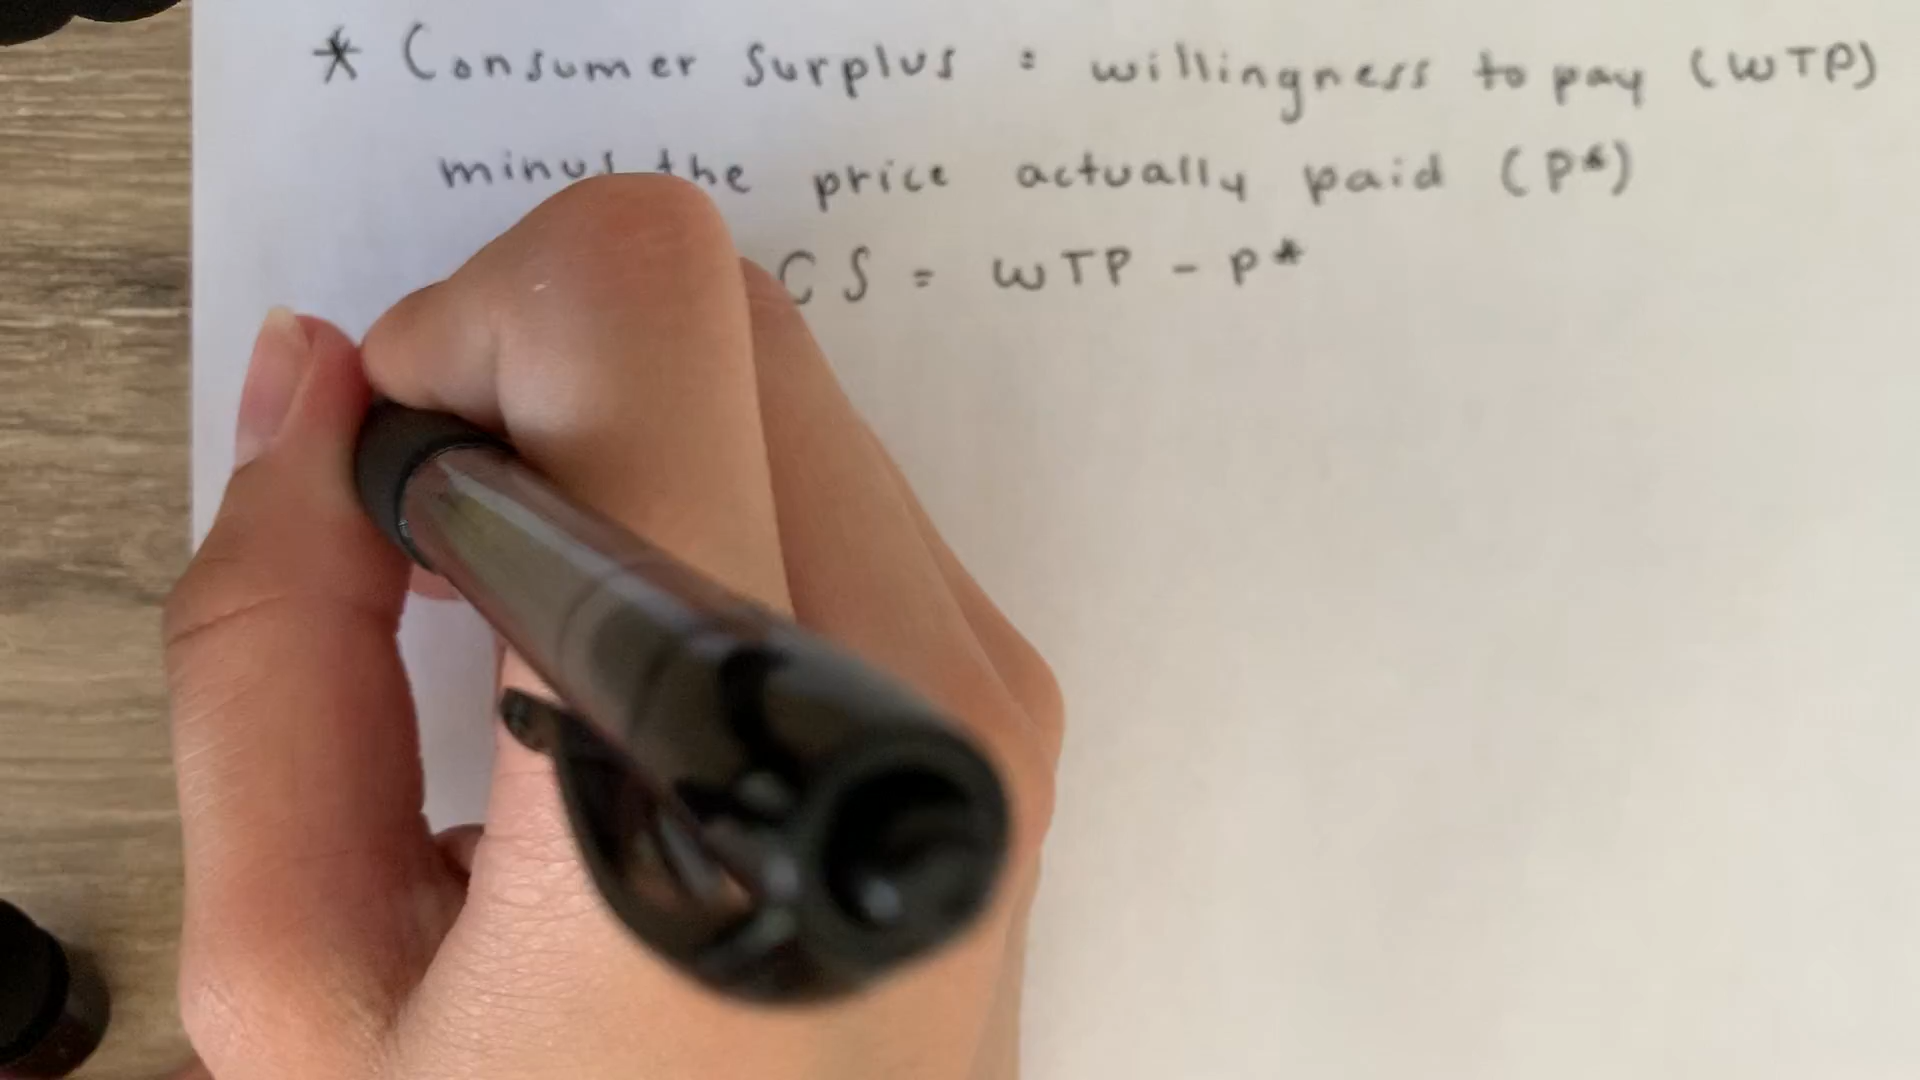 * Consumer Surplus : willingness to pay (WTP)
minus the price actually paid (P*)
CS = WTP - P*